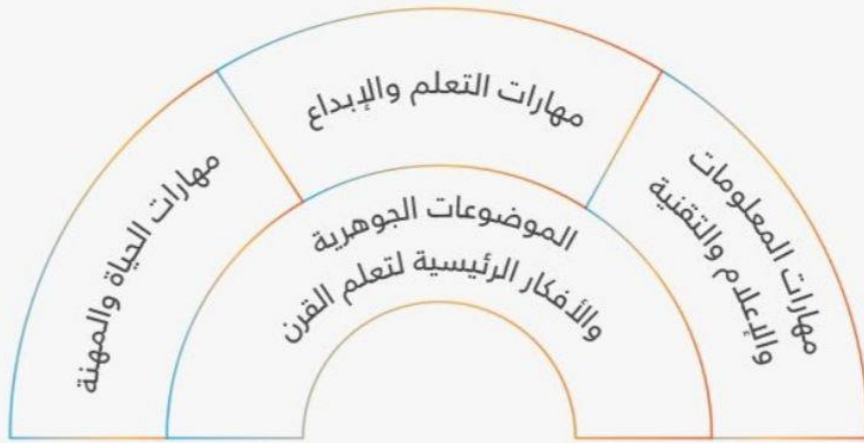 مهارات التعلم والإبداع
مهارات المعلومات
والإعلام والتقنية
مهارات الحياة والمهنة
الموضوعات الجوهرية
والأفكار الرئيسية لتعلم القرن